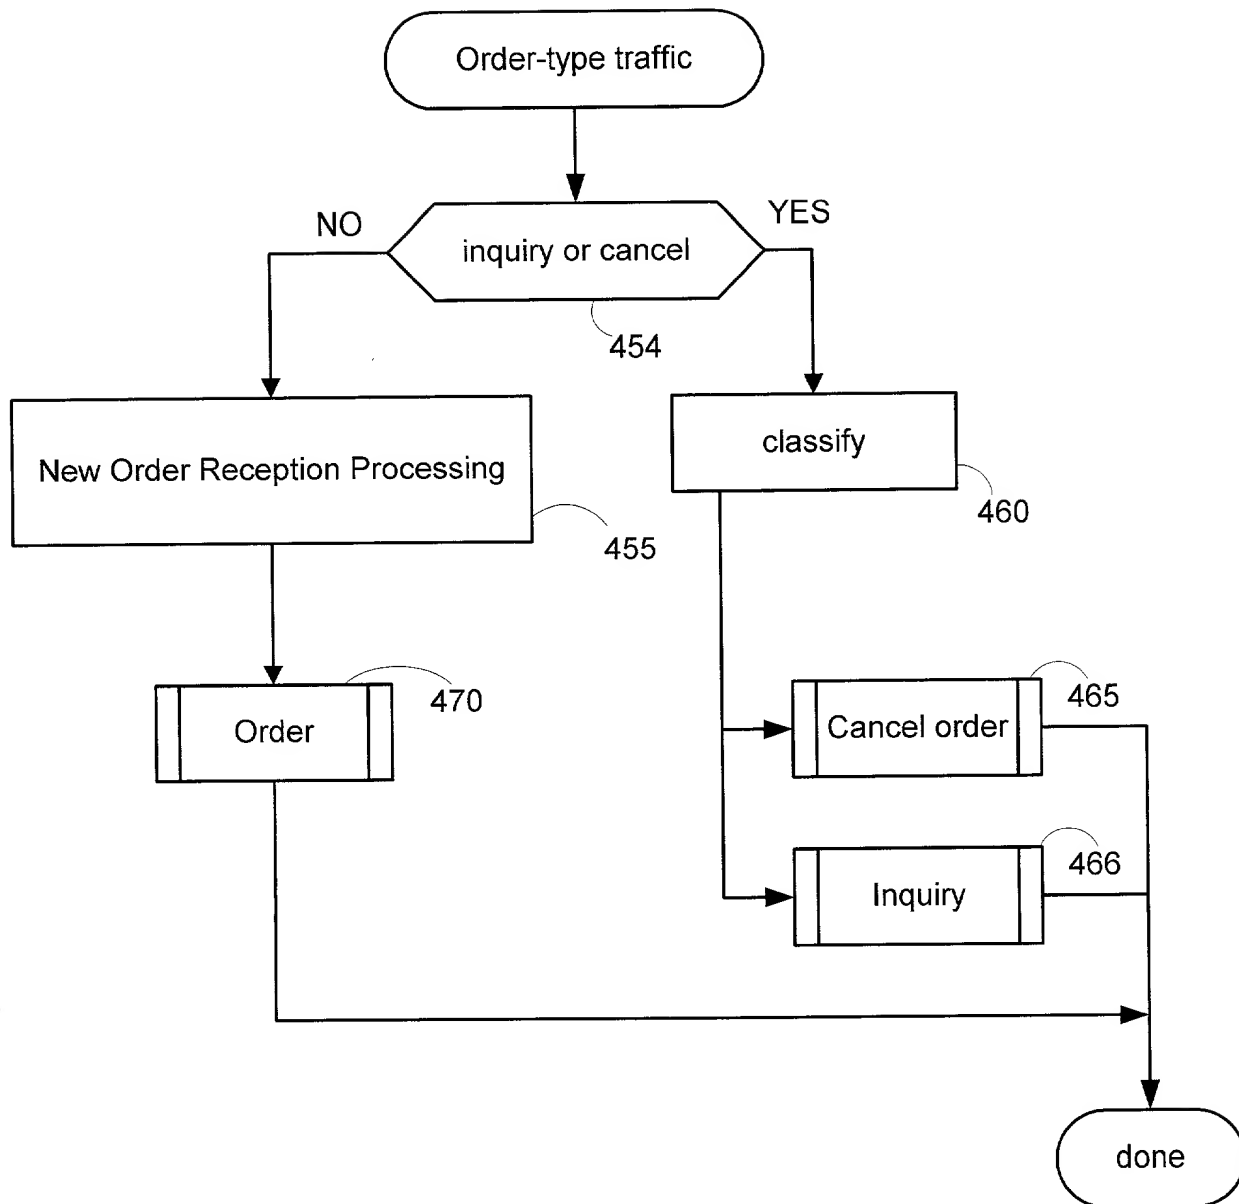 Order-type traffic
NO
YES
inquiry or cancel
454
New Order Reception Processing
455
classify
460
Order
470
Cancel order
465
Inquiry
466
done